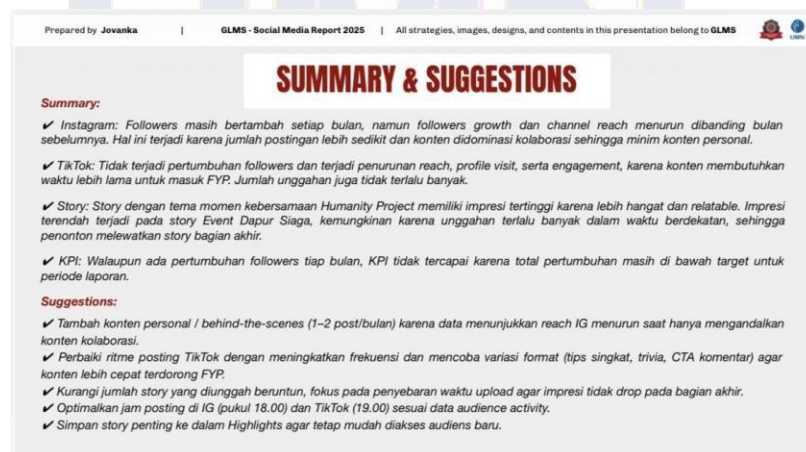 Prepared by Jovanka | GLMS - Social Media Report 2025 | All strategies, images, designs, and contents in this presentation belong to GLMS
UMN
SUMMARY & SUGGESTIONS
Summary:
✔ Instagram: Followers masih bertambah setiap bulan, namun followers growth dan channel reach menurun dibanding bulan
sebelumnya. Hal ini terjadi karena jumlah postingan lebih sedikit dan konten didominasi kolaborasi sehingga minim konten personal.
✔ TikTok: Tidak terjadi pertumbuhan followers dan terjadi penurunan reach, profile visit, serta engagement, karena konten membutuhkan
waktu lebih lama untuk masuk FYP. Jumlah unggahan juga tidak terlalu banyak.
✔ Story: Story dengan tema momen kebersamaan Humanity Project memiliki impresi tertinggi karena lebih hangat dan relatable. Impresi
terendah terjadi pada story Event Dapur Siaga, kemungkinan karena unggahan terlalu banyak dalam waktu berdekatan, sehingga
penonton melewatkan story bagian akhir.
✔ KPI: Walaupun ada pertumbuhan followers tiap bulan, KPI tidak tercapai karena total pertumbuhan masih di bawah target untuk
periode laporan.
Suggestions:
✔ Tambah konten personal / behind-the-scenes (1–2 post/bulan) karena data menunjukkan reach IG menurun saat hanya mengandalkan
konten kolaborasi.
✔ Perbaiki ritme posting TikTok dengan meningkatkan frekuensi dan mencoba variasi format (tips singkat, trivia, CTA komentar) agar
konten lebih cepat terdorong FYP.
✔ Kurangi jumlah story yang diunggah beruntun, fokus pada penyebaran waktu upload agar impresi tidak drop pada bagian akhir.
✔ Optimalkan jam posting di IG (pukul 18.00) dan TikTok (19.00) sesuai data audience activity.
✔ Simpan story penting ke dalam Highlights agar tetap mudah diakses audiens baru.